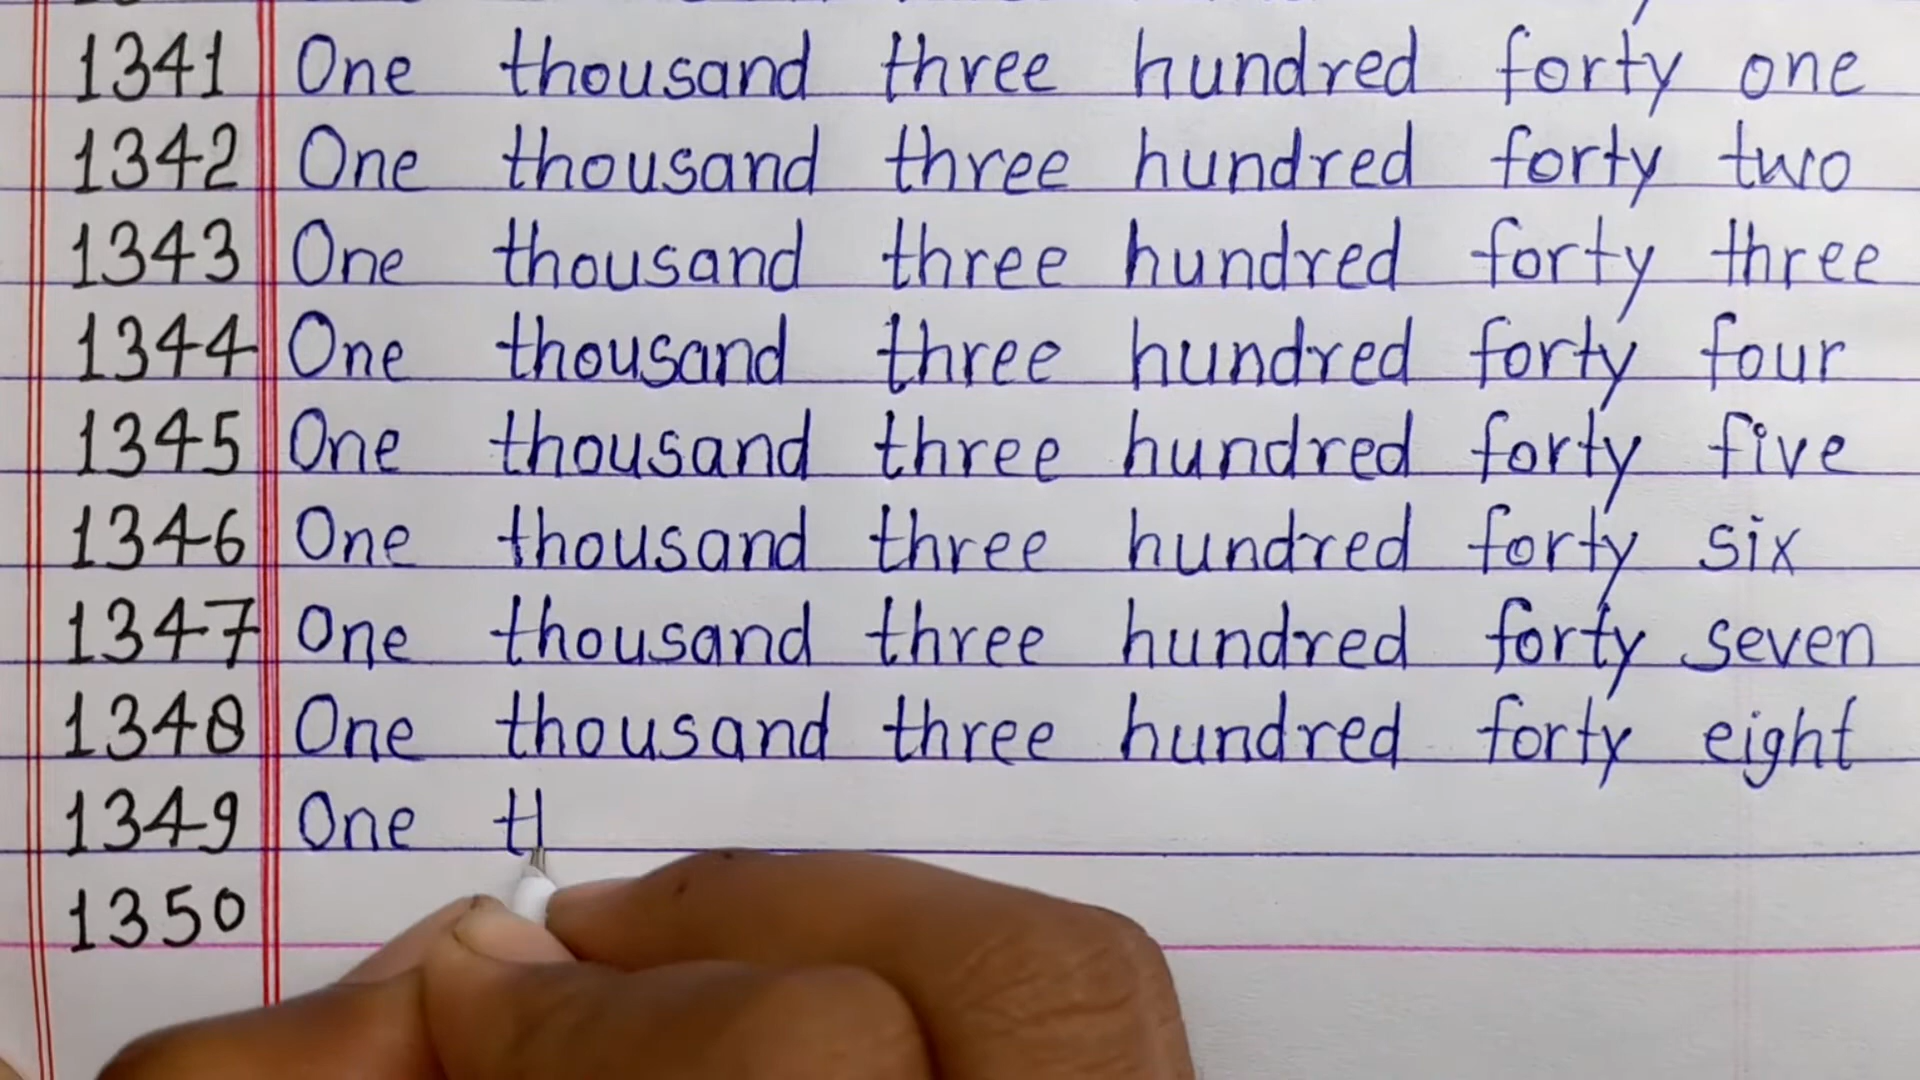 1341 One thousand three hundred forty one
1342 One thousand three hundred forty two
1343 One thousand three hundred forty three
1344 One thousand three hundred forty four
1345 One thousand three hundred forty five
1346 One thousand three hundred forty six
1347 One thousand three hundred forty seven
1348 One thousand three hundred forty eight
1349 One th
1350